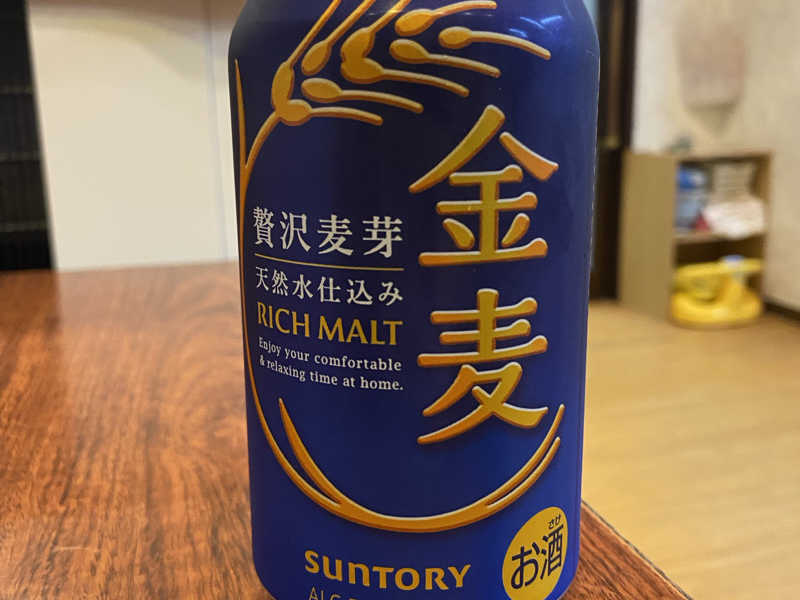 金麦
贅沢麦芽
天然水仕込み
RICH MALT
Enjoy your comfortable
& relaxing time at home.
SUNTORY
さけ
お酒